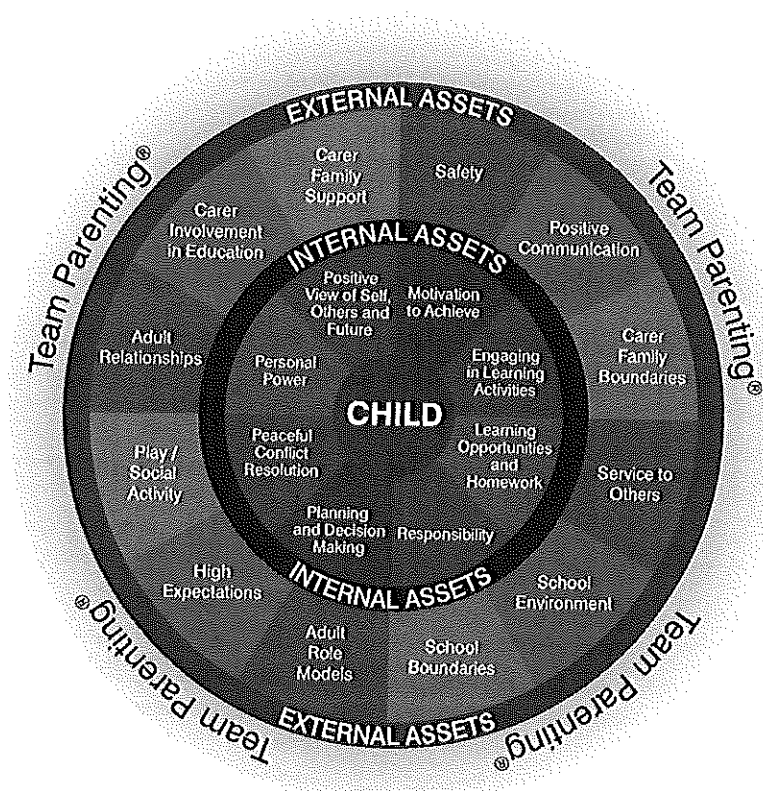 Team Parenting®
Team Parenting®
EXTERNAL ASSETS
Carer
Family
Support
Safety
Positive
Communication
Carer
Family
Boundaries
Service to
Others
School
Environment
School
Boundaries
Adult
Role
Models
High
Expectations
Play /
Social
Activity
Adult
Relationships
Carer
Involvement
in Education
INTERNAL ASSETS
Positive
View of Self,
Others and
Future
Motivation
to Achieve
Engaging
in Learning
Activities
Learning
Opportunities
and
Homework
Responsibility
Planning
and Decision
Making
Peaceful
Conflict
Resolution
Personal
Power
CHILD
INTERNAL ASSETS
EXTERNAL ASSETS
Team Parenting®
Team Parenting®